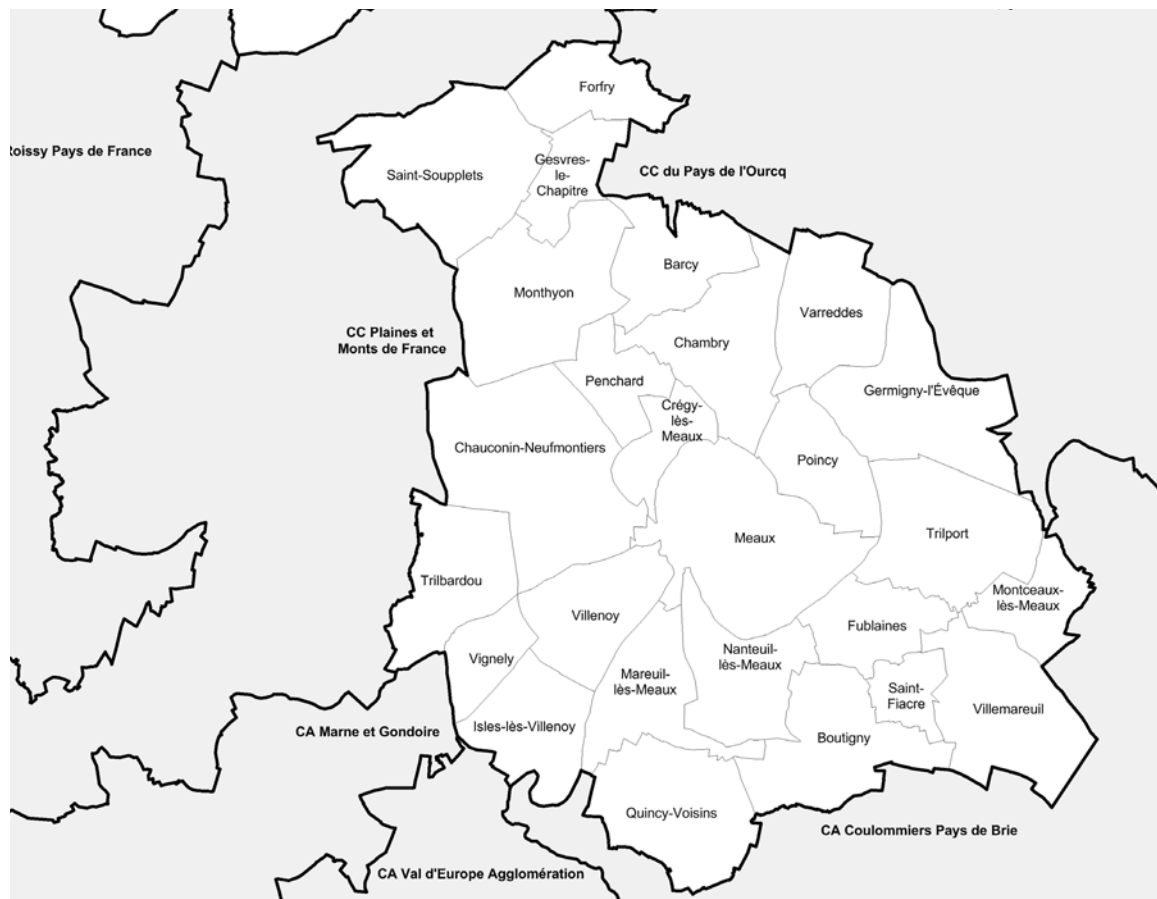 Forfry
Roissy Pays de France
Gesvres-
le-
Chapitre
CC du Pays de l'Ourcq
Saint-Soupplets
Barcy
Monthyon
Varreddes
CC Plaines et
Monts de France
Chambry
Penchard
Germigny-l'Évêque
Crégy-
lès-
Meaux
Chauconin-Neufmontiers
Poincy
Meaux
Trilport
Trilbardou
Montceaux-
lès-Meaux
Villenoy
Fublaines
Vignely
Nanteuil-
lès-Meaux
Mareuil-
lès-Meaux
Saint-
Fiacre
Villemareuil
Isles-lès-Villenoy
CA Marne et Gondoire
Boutigny
Quincy-Voisins
CA Coulommiers Pays de Brie
CA Val d'Europe Agglomération